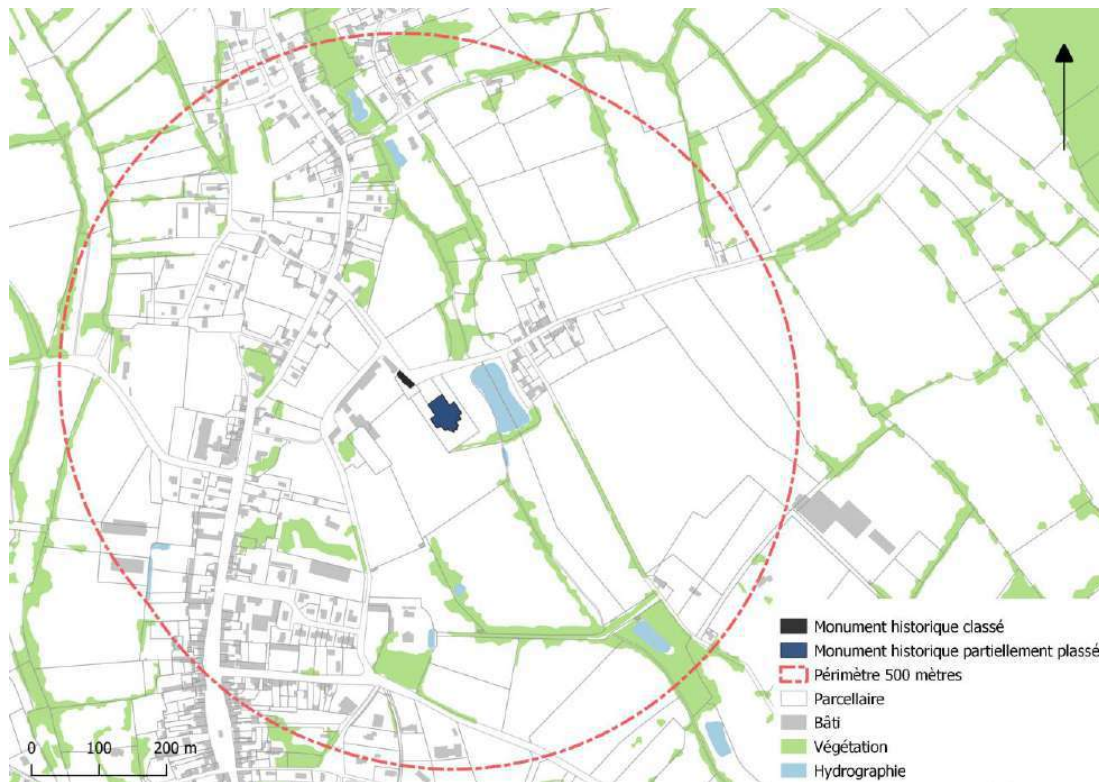 Monument historique classé
Monument historique partiellement plassé
Périmètre 500 mètres
Parcellaire
Bâti
Végétation
Hydrographie
0 100 200 m